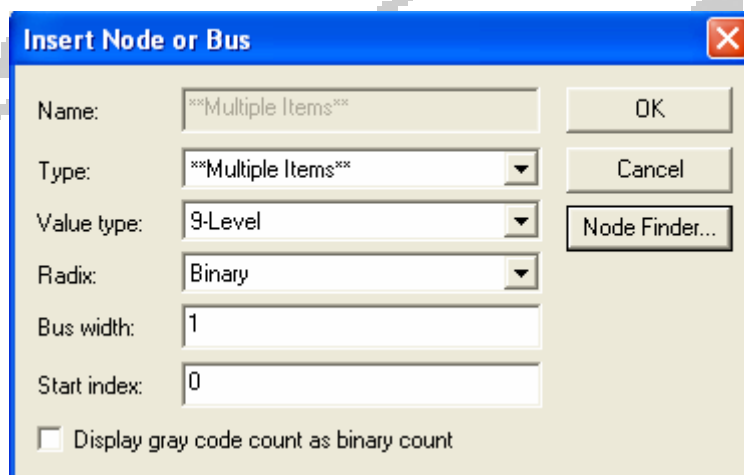 Insert Node or Bus
Name: **Multiple Items** OK
Type: **Multiple Items** Cancel
Value type: 9-Level Node Finder...
Radix: Binary
Bus width: 1
Start index: 0
Display gray code count as binary count